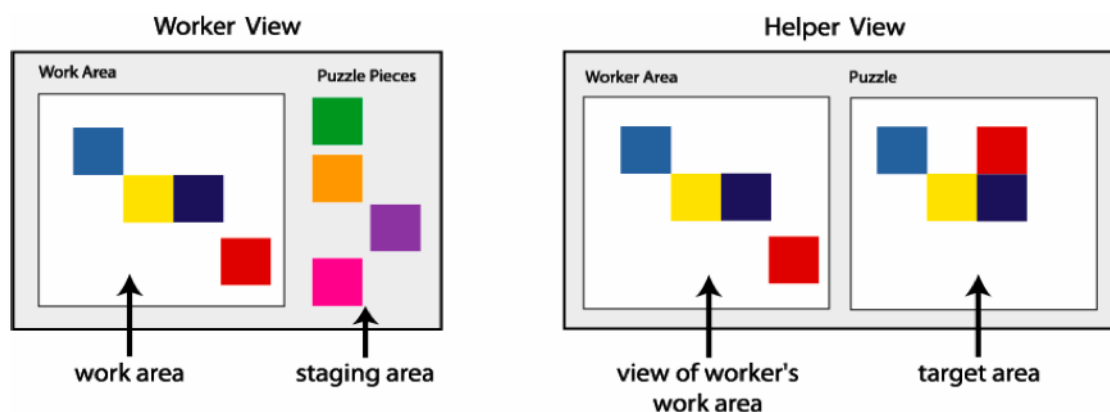 Worker View
Work Area
Puzzle Pieces
work area
staging area
Helper View
Worker Area
Puzzle
view of worker's
work area
target area